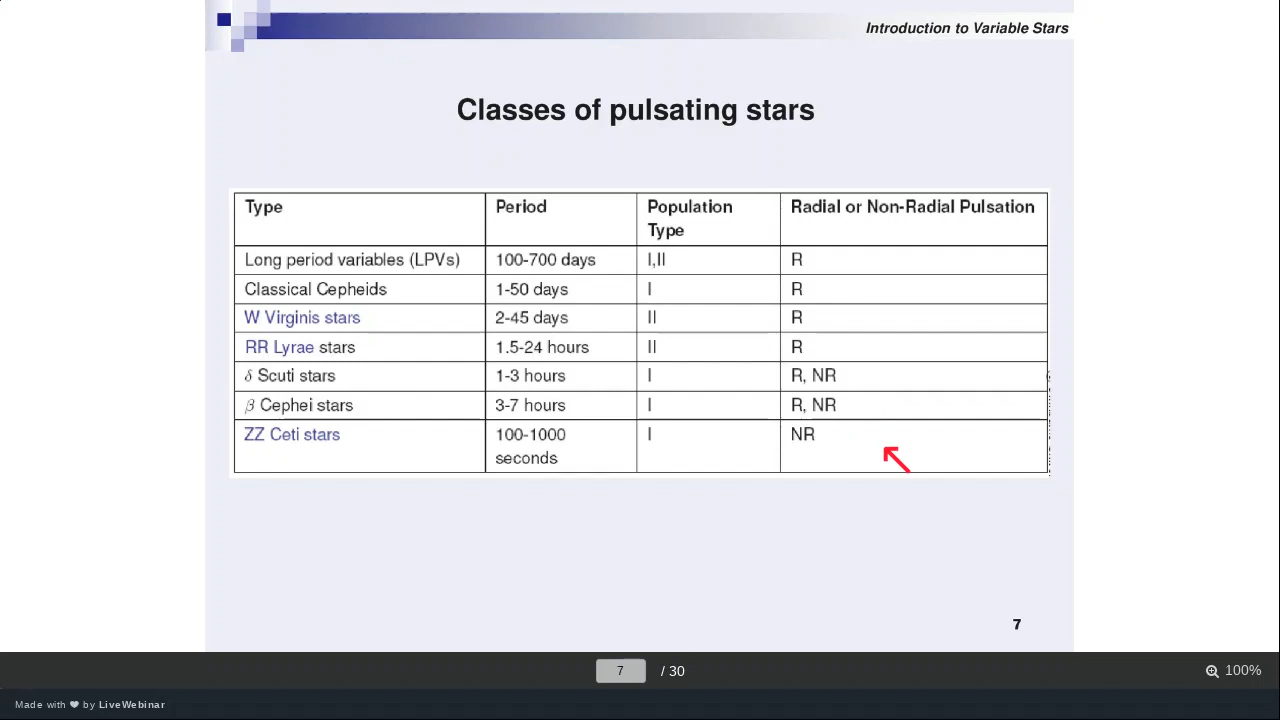 Introduction to Variable Stars
Classes of pulsating stars
Type Period Population Type Radial or Non-Radial Pulsation
Long period variables (LPVs) 100-700 days I,II R
Classical Cepheids 1-50 days I R
W Virginis stars 2-45 days II R
RR Lyrae stars 1.5-24 hours II R
δ Scuti stars 1-3 hours I R, NR
β Cephei stars 3-7 hours I R, NR
ZZ Ceti stars 100-1000 seconds I NR
7
7 / 30
100%
Made with ❤ by LiveWebinar